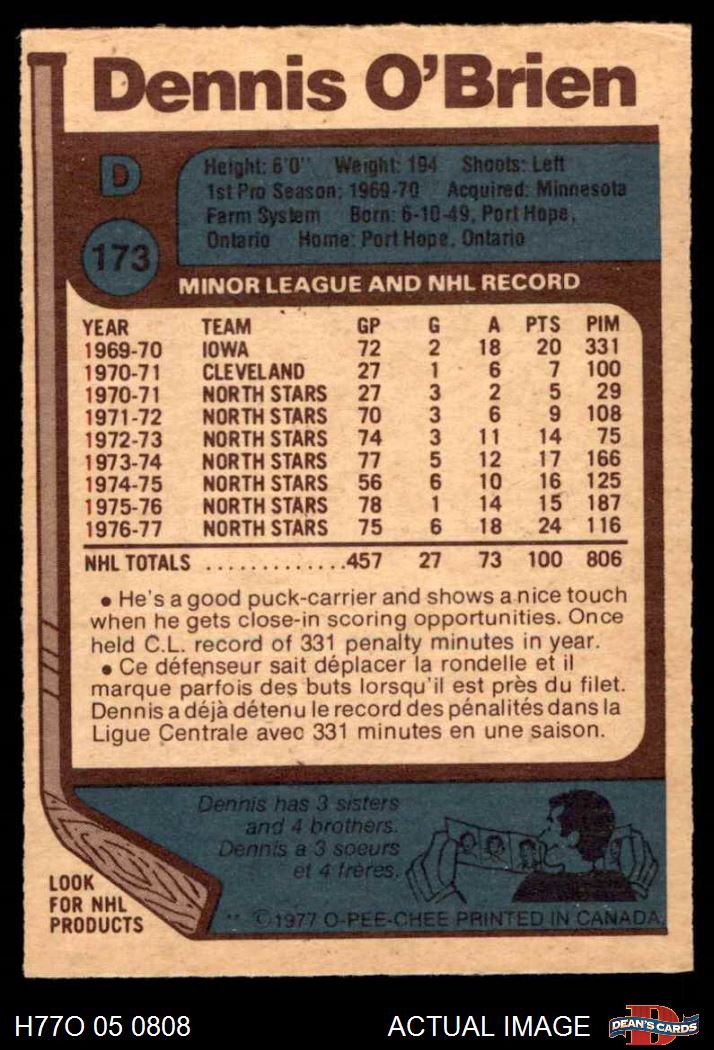 Dennis O'Brien
D
173
Height: 6'0" Weight: 194 Shoots: Left
1st Pro Season: 1969-70 Acquired: Minnesota
Farm System Born: 6-10-49, Port Hope,
Ontario Home: Port Hope, Ontario
MINOR LEAGUE AND NHL RECORD
YEAR TEAM GP G A PTS PIM
1969-70 IOWA 72 2 18 20 331
1970-71 CLEVELAND 27 1 6 7 100
1970-71 NORTH STARS 27 3 2 5 29
1971-72 NORTH STARS 70 3 6 9 108
1972-73 NORTH STARS 74 3 11 14 75
1973-74 NORTH STARS 77 5 12 17 166
1974-75 NORTH STARS 56 6 10 16 125
1975-76 NORTH STARS 78 1 14 15 187
1976-77 NORTH STARS 75 6 18 24 116
NHL TOTALS .............457 27 73 100 806
• He's a good puck-carrier and shows a nice touch
when he gets close-in scoring opportunities. Once
held C.L. record of 331 penalty minutes in year.
• Ce défenseur sait déplacer la rondelle et il
marque parfois des buts lorsqu'il est près du filet.
Dennis a déjà détenu le record des pénalités dans la
Ligue Centrale avec 331 minutes en une saison.
Dennis has 3 sisters
and 4 brothers.
Dennis a 3 soeurs
et 4 frères.
LOOK
FOR NHL
PRODUCTS
** ©1977 O-PEE-CHEE PRINTED IN CANADA
H77O 05 0808
ACTUAL IMAGE
DEAN'S CARDS